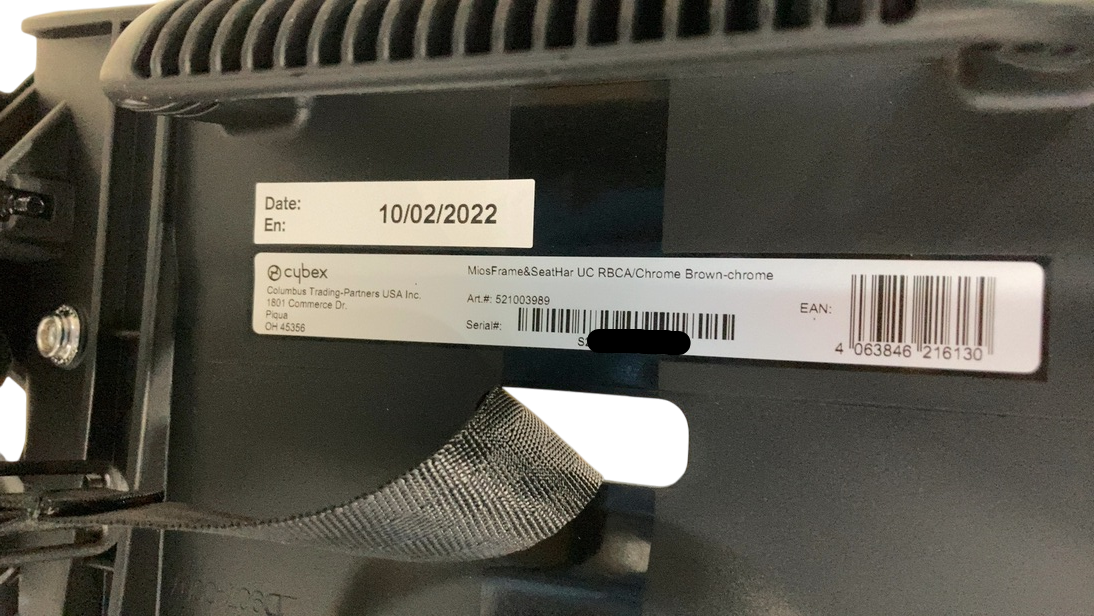 Date:
En:
10/02/2022
cybex
Columbus Trading-Partners USA Inc.
1801 Commerce Dr.
Piqua
OH 45356
MiosFrame&SeatHar UC RBCA/Chrome Brown-chrome
Art.#: 521003989
Serial#:
EAN:
4 063846 216130